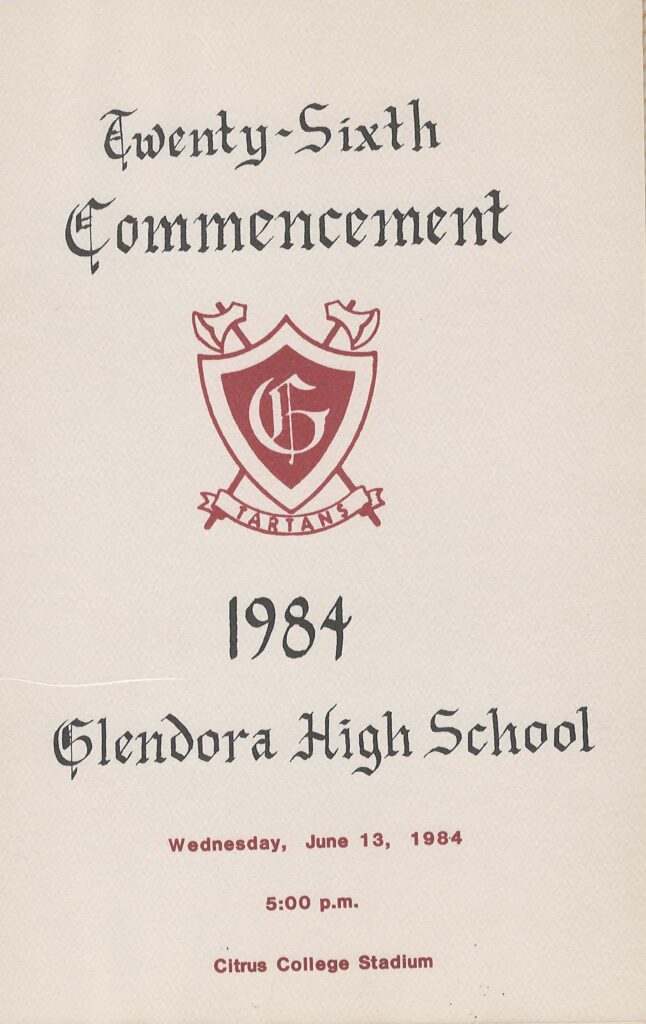 Twenty-Sixth
Commencement
G
TARTANS
1984
Glendora High School
Wednesday, June 13, 1984
5:00 p.m.
Citrus College Stadium